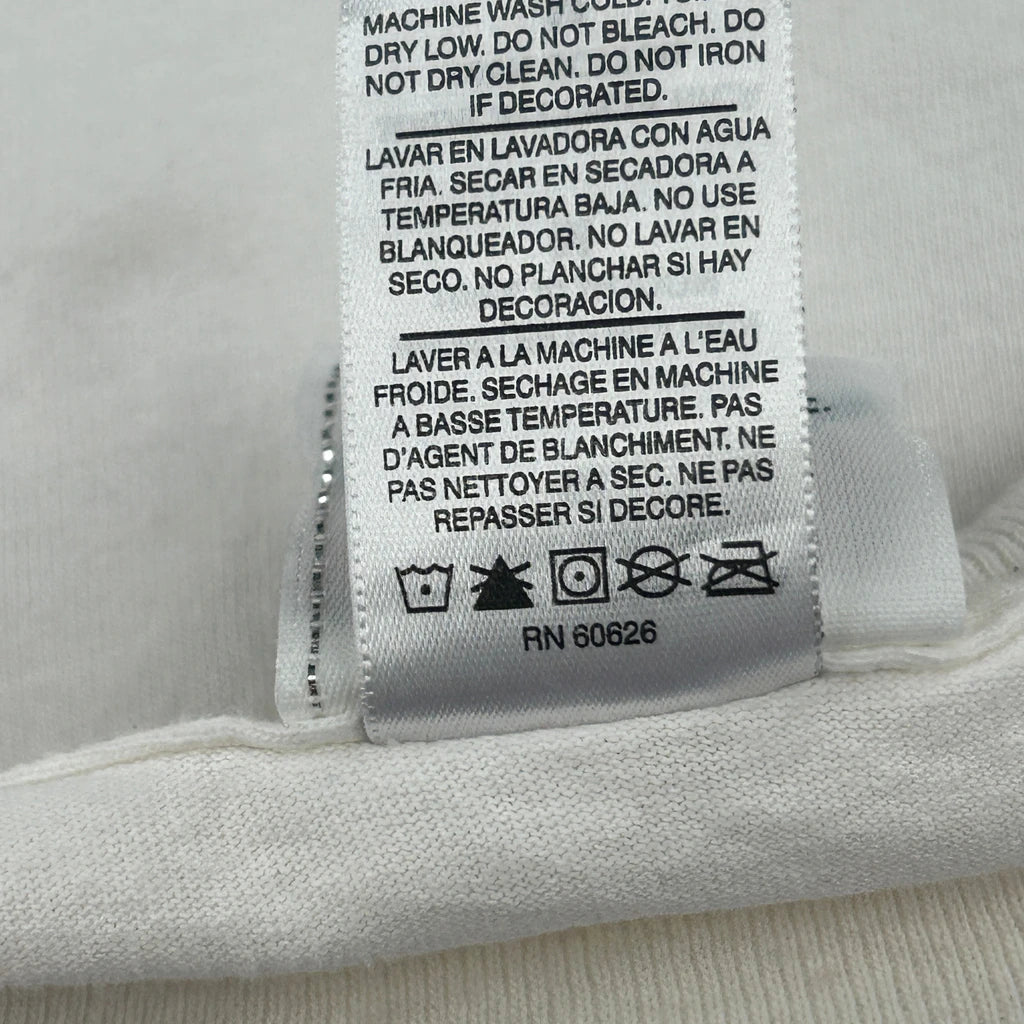 MACHINE WASH COLD.
DRY LOW. DO NOT BLEACH. DO
NOT DRY CLEAN. DO NOT IRON
IF DECORATED.
LAVAR EN LAVADORA CON AGUA
FRIA. SECAR EN SECADORA A
TEMPERATURA BAJA. NO USE
BLANQUEADOR. NO LAVAR EN
SECO. NO PLANCHAR SI HAY
DECORACION.
LAVER A LA MACHINE A L'EAU
FROIDE. SECHAGE EN MACHINE
A BASSE TEMPERATURE. PAS
D'AGENT DE BLANCHIMENT. NE
PAS NETTOYER A SEC. NE PAS
REPASSER SI DECORE.
RN 60626